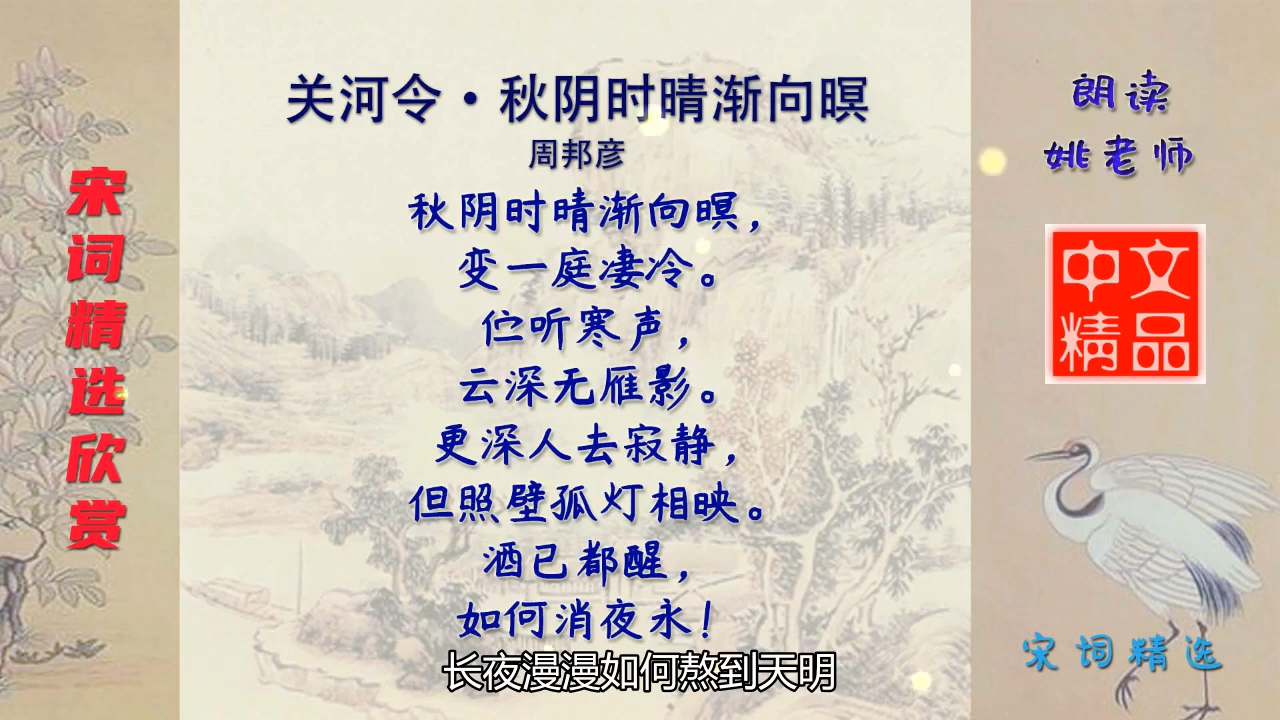 宋词精选欣赏
关河令·秋阴时晴渐向暝
周邦彦
秋阴时晴渐向暝，
变一庭凄冷。
伫听寒声，
云深无雁影。
更深人去寂静，
但照壁孤灯相映。
酒已都醒，
如何消夜永！
长夜漫漫如何熬到天明
朗读
姚老师
中文
精品
宋词精选